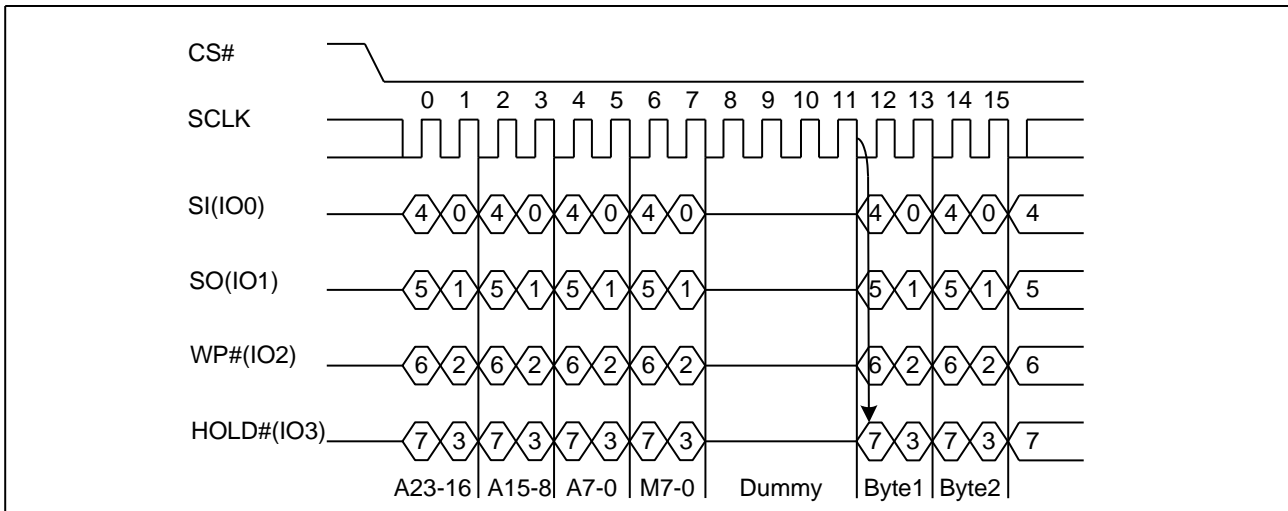 CS#
0 1 2 3 4 5 6 7 8 9 10 11 12 13 14 15
SCLK
SI(IO0) 4 0 4 0 4 0 4 0 4 0 4 0 4
SO(IO1) 5 1 5 1 5 1 5 1 5 1 5 1 5
WP#(IO2) 6 2 6 2 6 2 6 2 6 2 6 2 6
HOLD#(IO3) 7 3 7 3 7 3 7 3 7 3 7 3 7
A23-16 A15-8 A7-0 M7-0 Dummy Byte1 Byte2